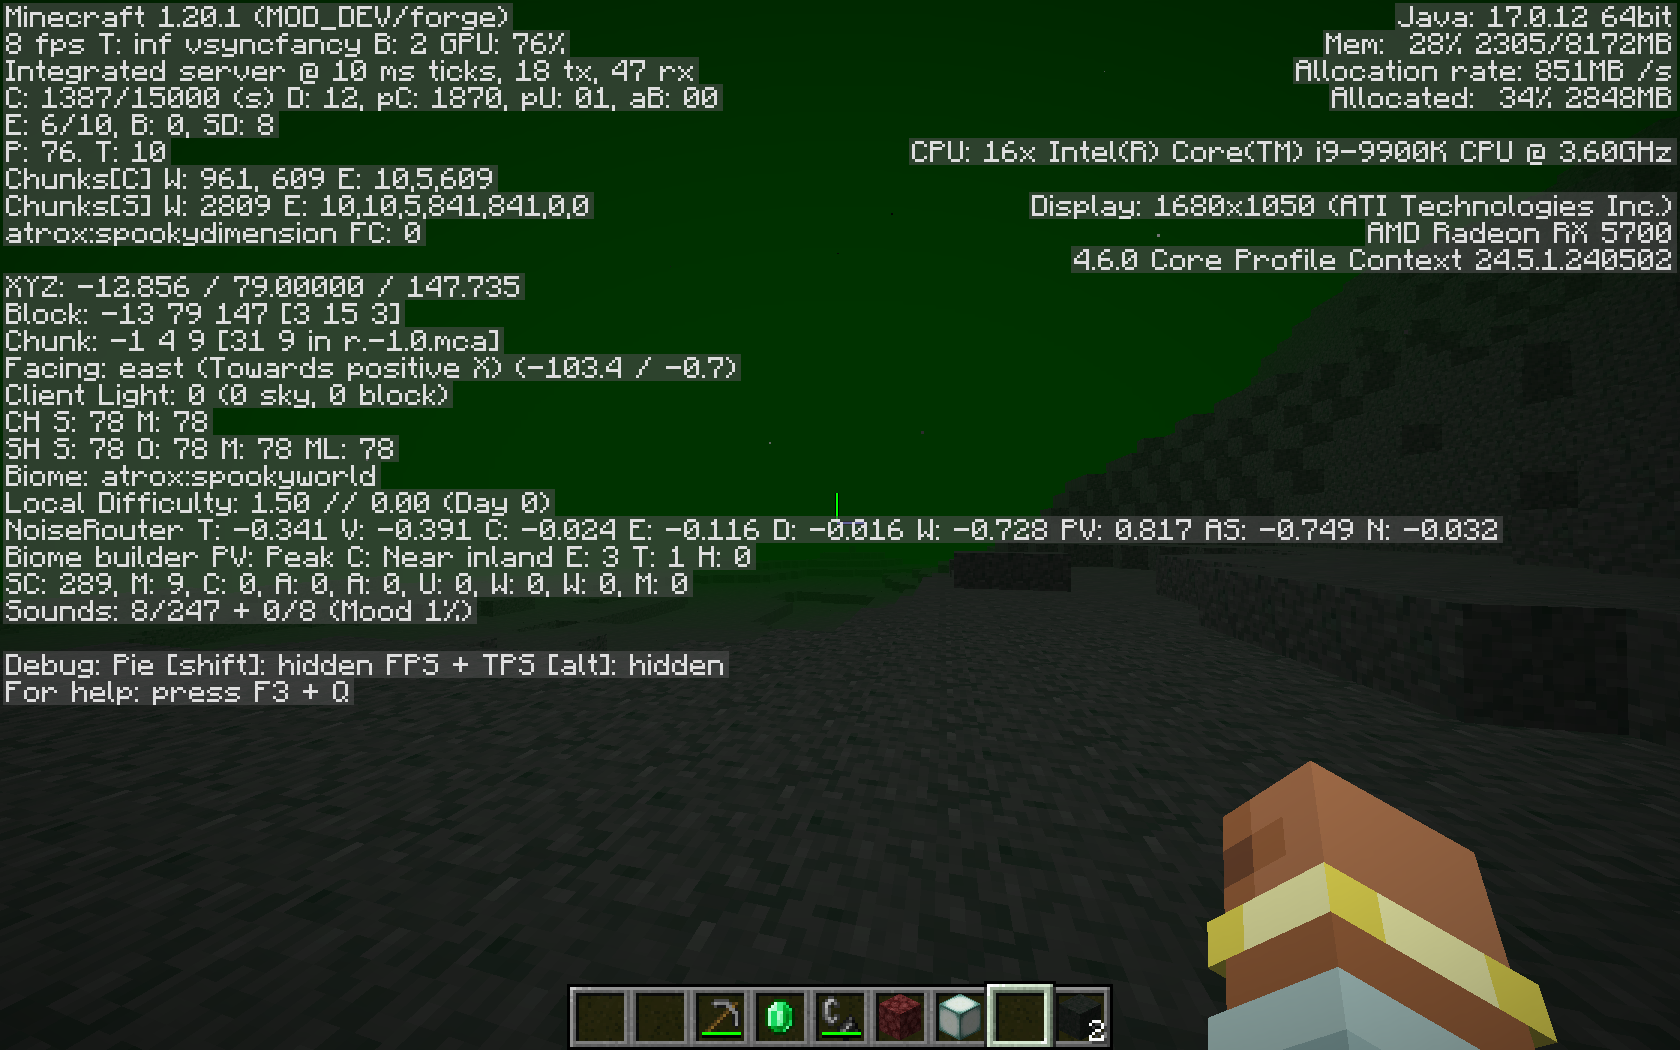 Minecraft 1.20.1 (MOD_DEV/forge)
8 fps T: inf vsyncfancy B: 2 GPU: 76%
Integrated server @ 10 ms ticks, 18 tx, 47 rx
C: 1387/15000 (s) D: 12, pC: 1870, pU: 01, aB: 00
E: 6/10, B: 0, SD: 8
P: 76. T: 10
Chunks[C] W: 961, 609 E: 10,5,609
Chunks[S] W: 2809 E: 10,10,5,841,841,0,0
atrox:spookydimension FC: 0
XYZ: -12.856 / 79.00000 / 147.735
Block: -13 79 147 [3 15 3]
Chunk: -1 4 9 [31 9 in r.-1.0.mca]
Facing: east (Towards positive X) (-103.4 / -0.7)
Client Light: 0 (0 sky, 0 block)
CH S: 78 M: 78
SH S: 78 O: 78 M: 78 ML: 78
Biome: atrox:spookyworld
Local Difficulty: 1.50 // 0.00 (Day 0)
NoiseRouter T: -0.341 V: -0.391 C: -0.024 E: -0.116 D: -0.016 W: -0.728 PV: 0.817 AS: -0.749 N: -0.032
Biome builder PV: Peak C: Near inland E: 3 T: 1 H: 0
SC: 289, M: 9, C: 0, A: 0, A: 0, U: 0, W: 0, W: 0, M: 0
Sounds: 8/247 + 0/8 (Mood 1%)
Debug: Pie [shift]: hidden FPS + TPS [alt]: hidden
For help: press F3 + Q
Java: 17.0.12 64bit
Mem: 28% 2305/8172MB
Allocation rate: 851MB /s
Allocated: 34% 2848MB
CPU: 16x Intel(R) Core(TM) i9-9900K CPU @ 3.60GHz
Display: 1680x1050 (ATI Technologies Inc.)
AMD Radeon RX 5700
4.6.0 Core Profile Context 24.5.1.240502
2